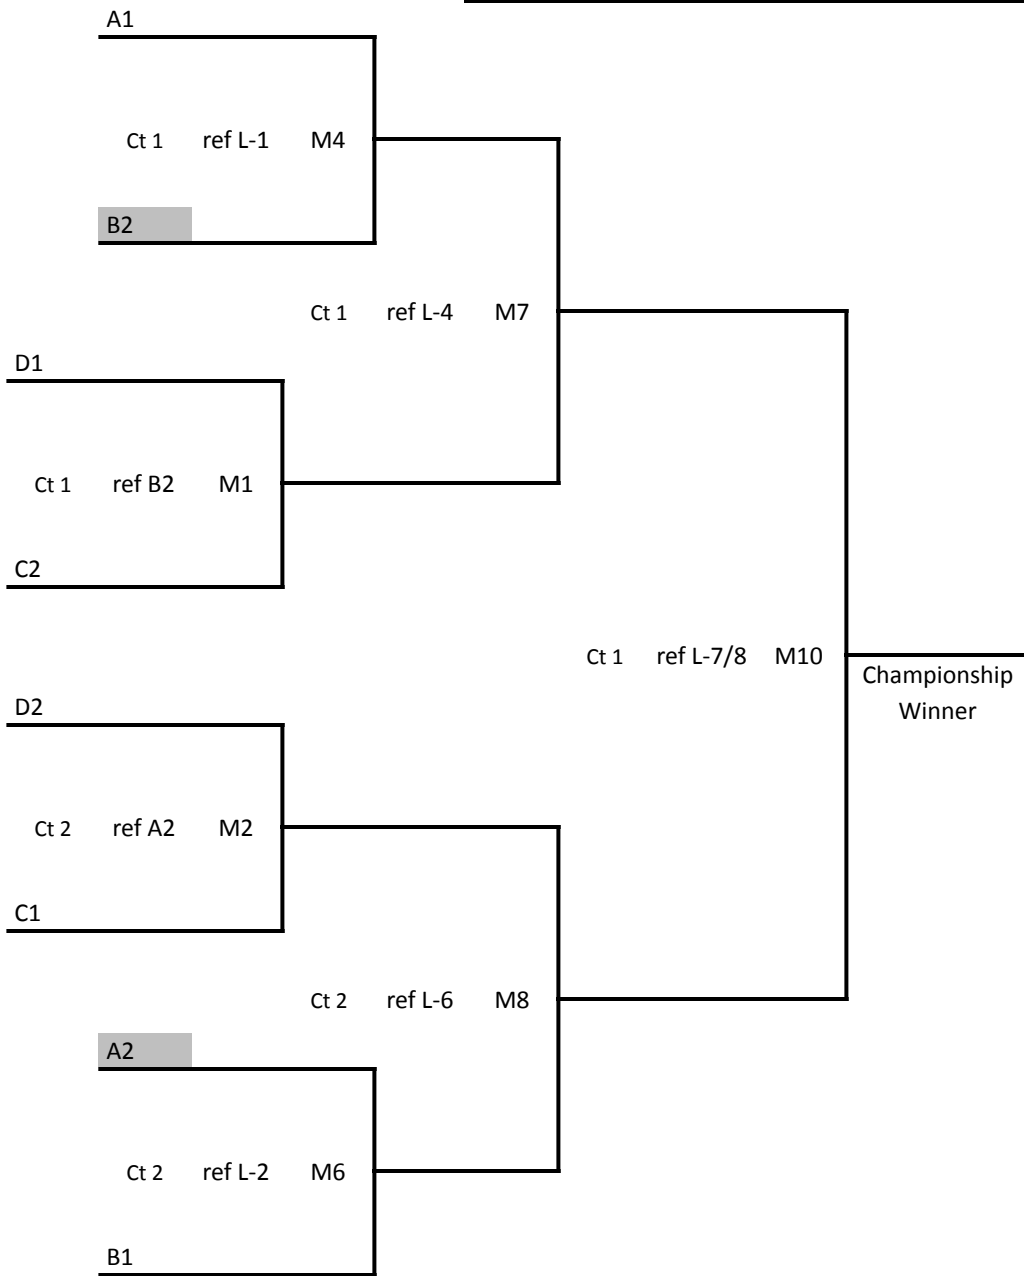 A1
Ct 1 ref L-1 M4
B2
Ct 1 ref L-4 M7
D1
Ct 1 ref B2 M1
C2
Ct 1 ref L-7/8 M10
Championship
Winner
D2
Ct 2 ref A2 M2
C1
Ct 2 ref L-6 M8
A2
Ct 2 ref L-2 M6
B1